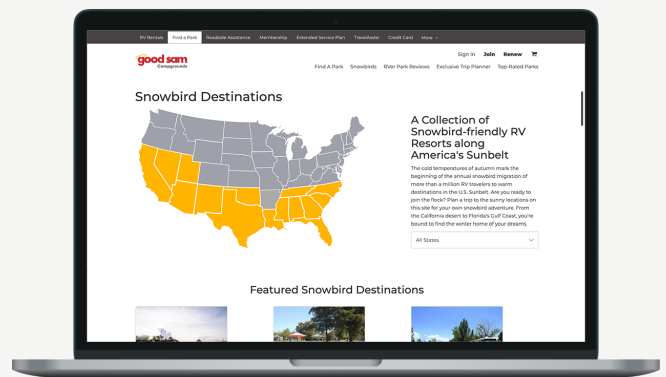 RV Rentals Find a Park Roadside Assistance Membership Extended Service Plan TravelAssist Credit Card More
Sign In Join Renew
good sam
Campgrounds
Find A Park Snowbirds RVer Park Reviews Exclusive Trip Planner Top-Rated Parks
Snowbird Destinations
A Collection of
Snowbird-friendly RV
Resorts along
America's Sunbelt
The cold temperatures of autumn mark the
beginning of the annual snowbird migration of
more than a million RV travelers to warm
destinations in the U.S. Sunbelt. Are you ready to
join the flock? Plan a trip to the sunny locations on
this site for your own snowbird adventure. From
the California desert to Florida's Gulf Coast, you're
bound to find the winter home of your dreams.
All States
Featured Snowbird Destinations